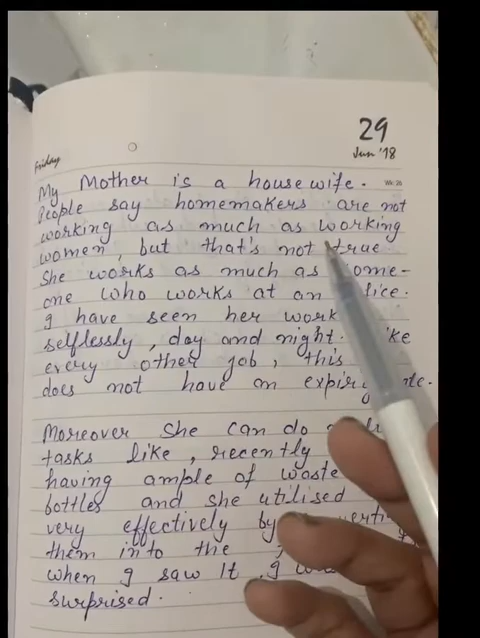 29
Jun '18
Friday
Wk 26
My Mother is a housewife.
People say homemakers are not
working as much as working
women, but that's not true
She works as much as some-
one who works at an
I have seen her work
selflessly, day and night.
every other job, this
does not have an
Moreover she can do
tasks like, recently
having ample of waste
bottles and she utilised
very effectively by
them into the
when I saw it, I
surprised.